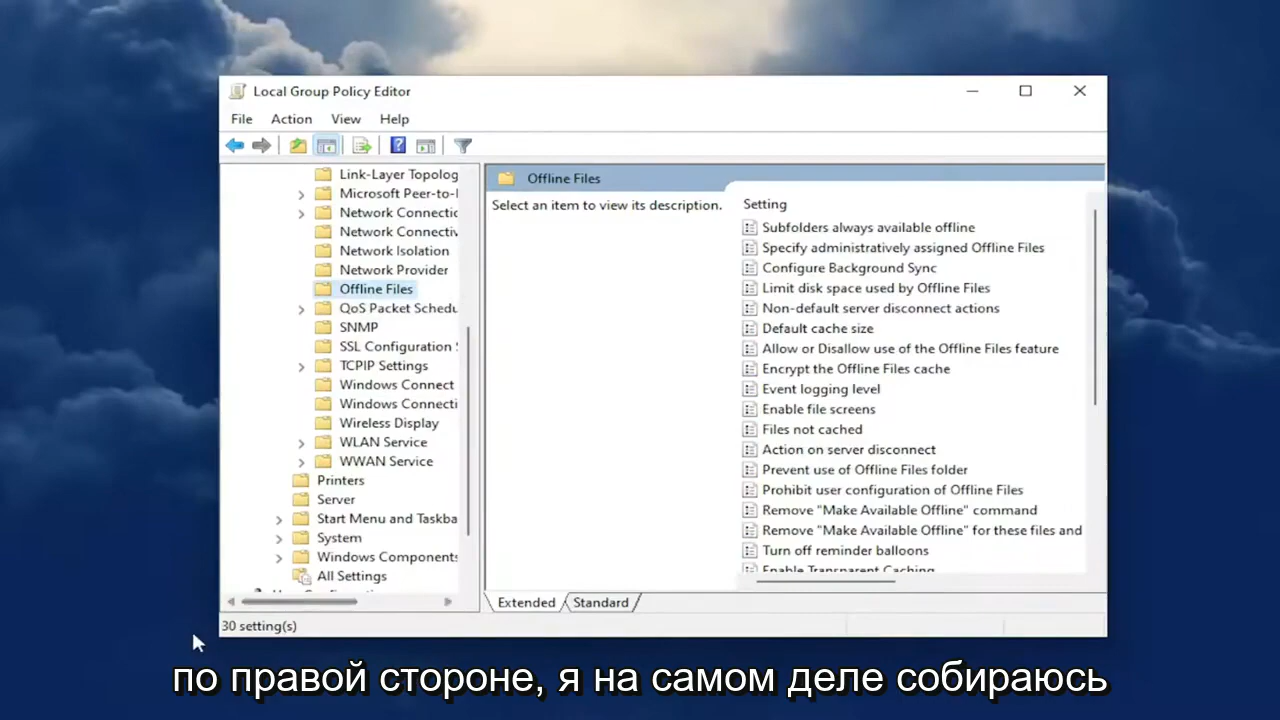 Local Group Policy Editor
File Action View Help
Link-Layer Topolog
Microsoft Peer-to-
Network Connectic
Network Connectiv
Network Isolation
Network Provider
Offline Files
QoS Packet Schedu
SNMP
SSL Configuration
TCPIP Settings
Windows Connect
Windows Connecti
Wireless Display
WLAN Service
WWAN Service
Printers
Server
Start Menu and Taskba
System
Windows Components
All Settings
Offline Files
Select an item to view its description.
Setting
Subfolders always available offline
Specify administratively assigned Offline Files
Configure Background Sync
Limit disk space used by Offline Files
Non-default server disconnect actions
Default cache size
Allow or Disallow use of the Offline Files feature
Encrypt the Offline Files cache
Event logging level
Enable file screens
Files not cached
Action on server disconnect
Prevent use of Offline Files folder
Prohibit user configuration of Offline Files
Remove "Make Available Offline" command
Remove "Make Available Offline" for these files and
Turn off reminder balloons
Enable Transparent Caching
Extended Standard
30 setting(s)
по правой стороне, я на самом деле собираюсь